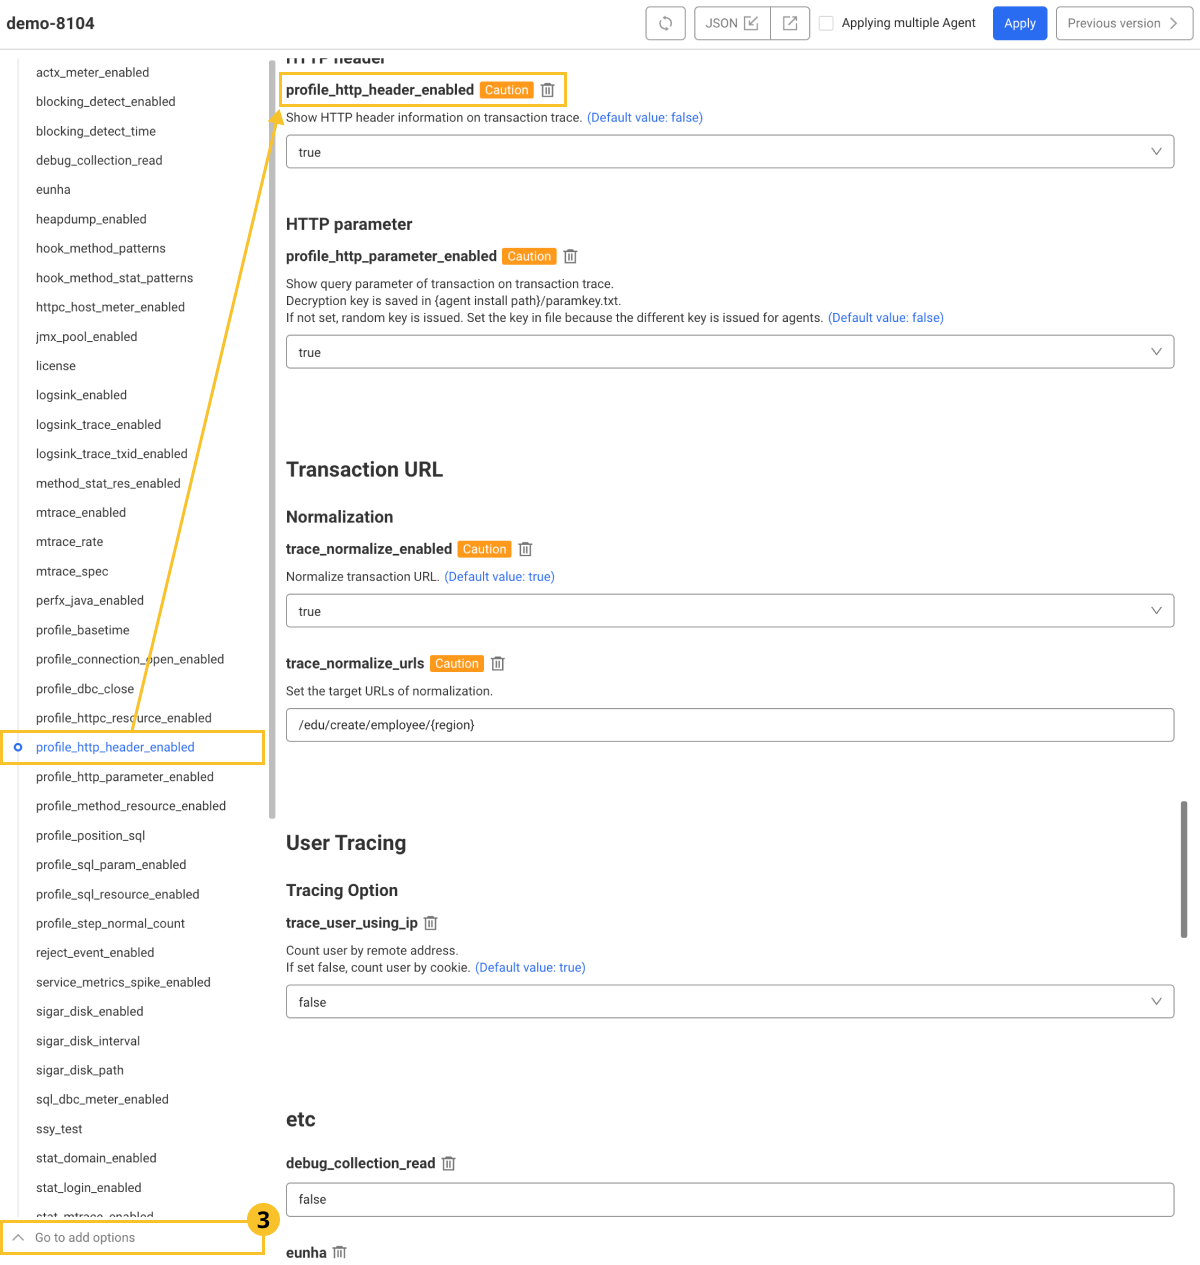 demo-8104
JSON
Applying multiple Agent
Apply
Previous version
actx_meter_enabled
blocking_detect_enabled
blocking_detect_time
debug_collection_read
eunha
heapdump_enabled
hook_method_patterns
hook_method_stat_patterns
httpc_host_meter_enabled
jmx_pool_enabled
license
logsink_enabled
logsink_trace_enabled
logsink_trace_txid_enabled
method_stat_res_enabled
mtrace_enabled
mtrace_rate
mtrace_spec
perfx_java_enabled
profile_basetime
profile_connection_open_enabled
profile_dbc_close
profile_httpc_resource_enabled
profile_http_header_enabled
profile_http_parameter_enabled
profile_method_resource_enabled
profile_position_sql
profile_sql_param_enabled
profile_sql_resource_enabled
profile_step_normal_count
reject_event_enabled
service_metrics_spike_enabled
sigar_disk_enabled
sigar_disk_interval
sigar_disk_path
sql_dbc_meter_enabled
ssy_test
stat_domain_enabled
stat_login_enabled
stat_mtrace_enabled
Go to add options
3
HTTP header
profile_http_header_enabled Caution
Show HTTP header information on transaction trace. (Default value: false)
true
HTTP parameter
profile_http_parameter_enabled Caution
Show query parameter of transaction on transaction trace.
Decryption key is saved in {agent install path}/paramkey.txt.
If not set, random key is issued. Set the key in file because the different key is issued for agents. (Default value: false)
true
Transaction URL
Normalization
trace_normalize_enabled Caution
Normalize transaction URL. (Default value: true)
true
trace_normalize_urls Caution
Set the target URLs of normalization.
/edu/create/employee/{region}
User Tracing
Tracing Option
trace_user_using_ip
Count user by remote address.
If set false, count user by cookie. (Default value: true)
false
etc
debug_collection_read
false
eunha